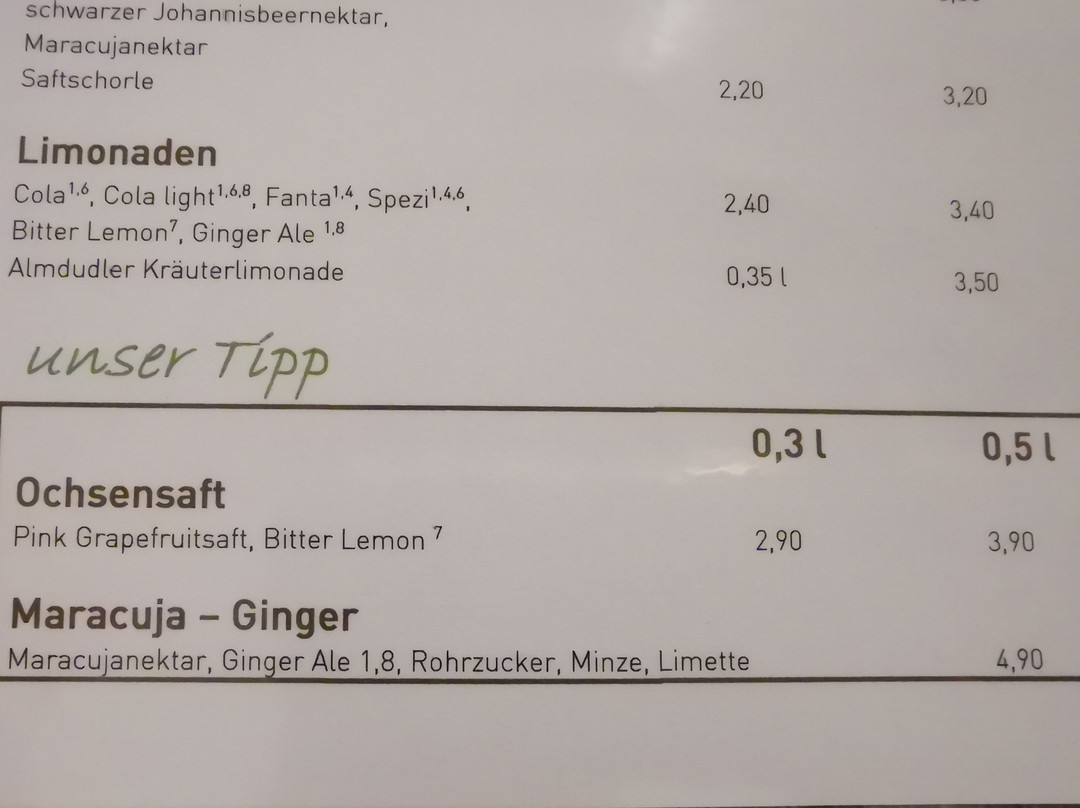 schwarzer Johannisbeernektar,
Maracujanektar
Saftschorle 2,20 3,20
Limonaden
Cola¹,⁶, Cola light¹,⁶,⁸, Fanta¹,⁴, Spezi¹,⁴,⁶, 2,40 3,40
Bitter Lemon⁷, Ginger Ale ¹,⁸
Almdudler Kräuterlimonade 0,35 l 3,50
unser Tipp
0,3 l 0,5 l
Ochsensaft
Pink Grapefruitsaft, Bitter Lemon ⁷ 2,90 3,90
Maracuja – Ginger
Maracujanektar, Ginger Ale 1,8, Rohrzucker, Minze, Limette 4,90